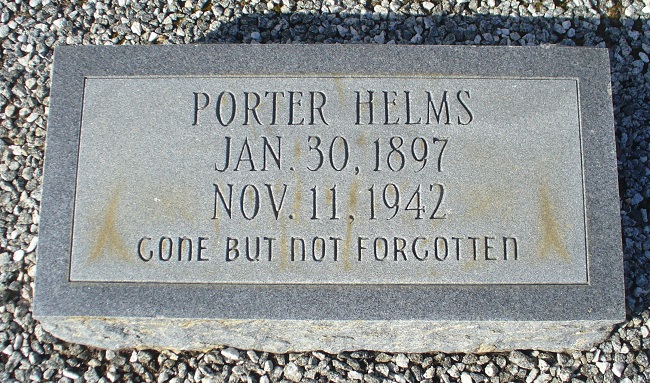 PORTER HELMS
JAN. 30, 1897
NOV. 11, 1942
GONE BUT NOT FORGOTTEN